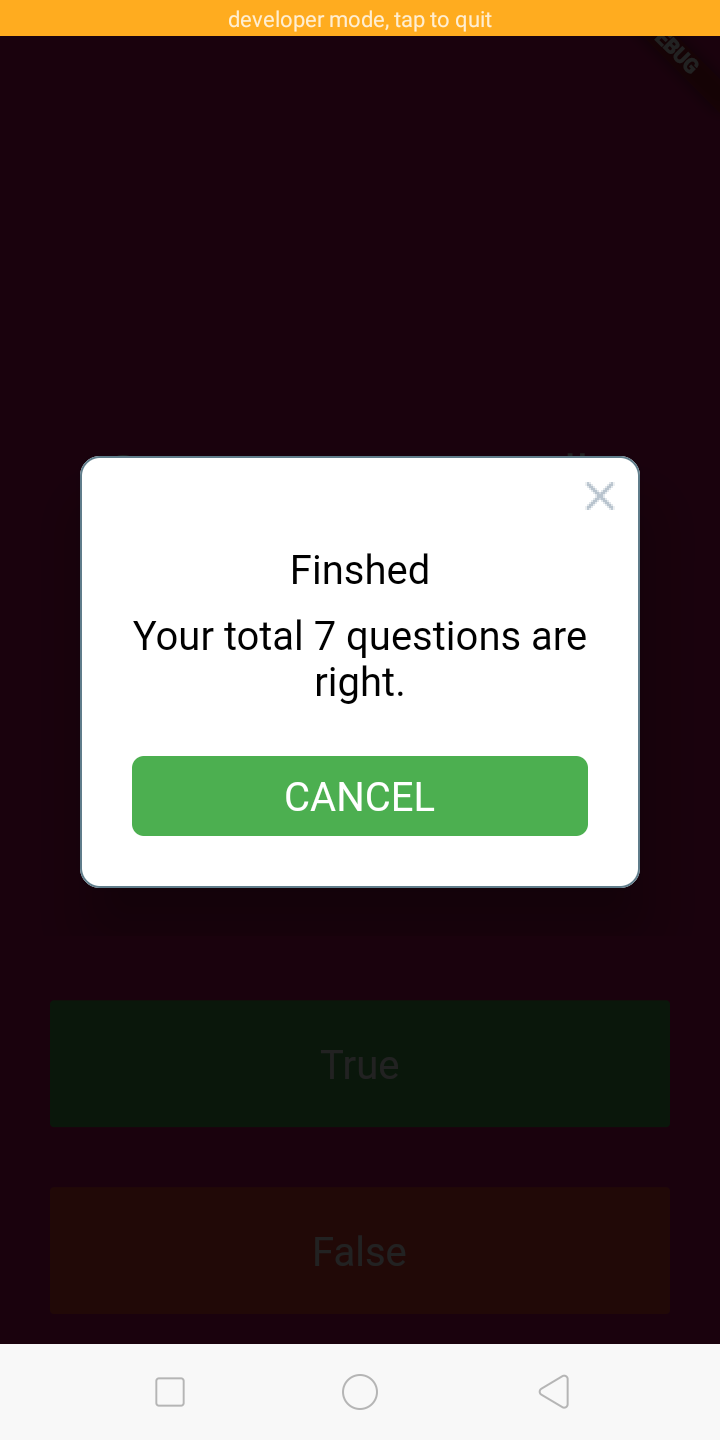 developer mode, tap to quit
EBUG
Finshed
Your total 7 questions are
right.
CANCEL
True
False